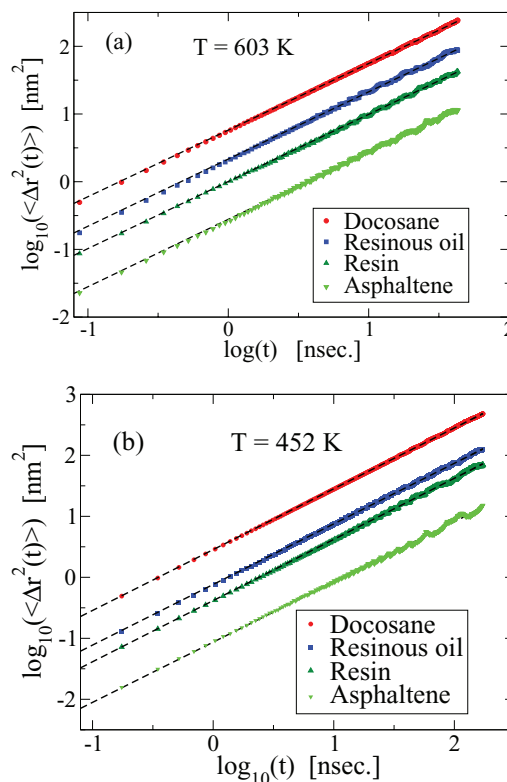 (a)
T = 603 K
log₁₀(<Δr²(t)>) [nm²]
2
1
0
-1
-2
Docosane
Resinous oil
Resin
Asphaltene
-1
0
1
2
log(t) [nsec.]
(b)
T = 452 K
log₁₀(<Δr²(t)>) [nm²]
3
2
1
0
-1
-2
Docosane
Resinous oil
Resin
Asphaltene
-1
0
1
2
log₁₀(t) [nsec.]